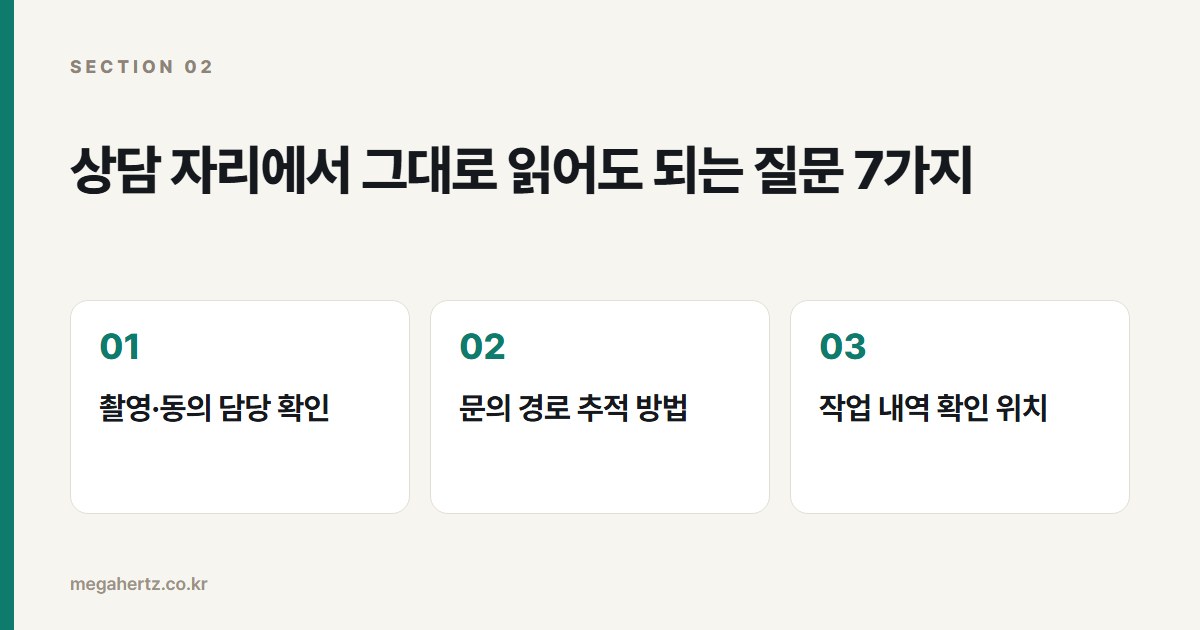 SECTION 02
상담 자리에서 그대로 읽어도 되는 질문 7가지
01
촬영·동의 담당 확인
02
문의 경로 추적 방법
03
작업 내역 확인 위치
megahertz.co.kr